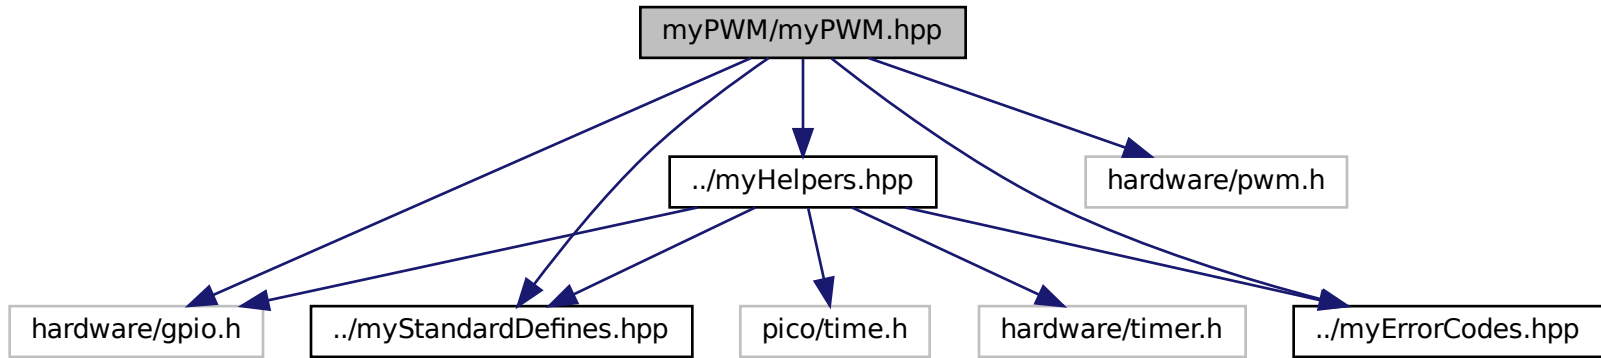 myPWM/myPWM.hpp
../myHelpers.hpp
hardware/pwm.h
hardware/gpio.h
../myStandardDefines.hpp
pico/time.h
hardware/timer.h
../myErrorCodes.hpp